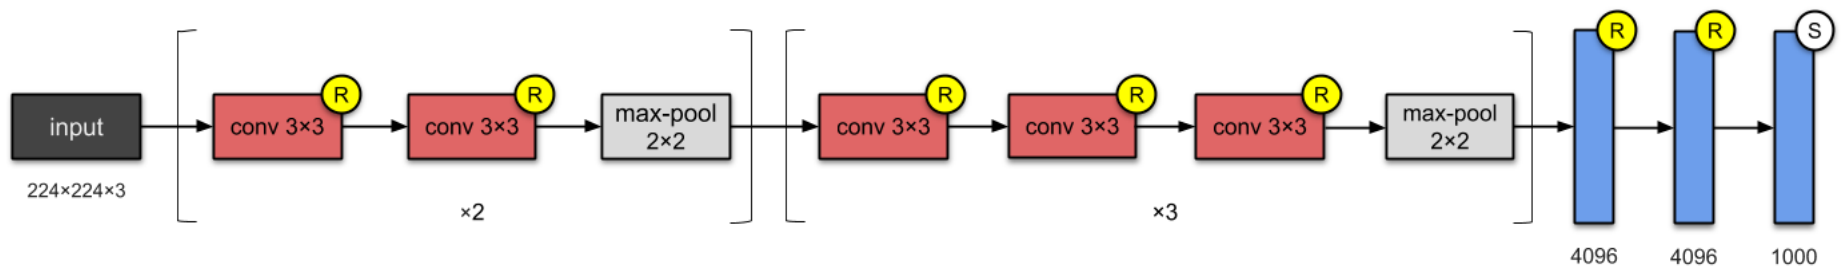 input
224×224×3
conv 3×3
R
conv 3×3
R
max-pool
2×2
×2
conv 3×3
R
conv 3×3
R
conv 3×3
R
max-pool
2×2
×3
R
4096
R
4096
S
1000